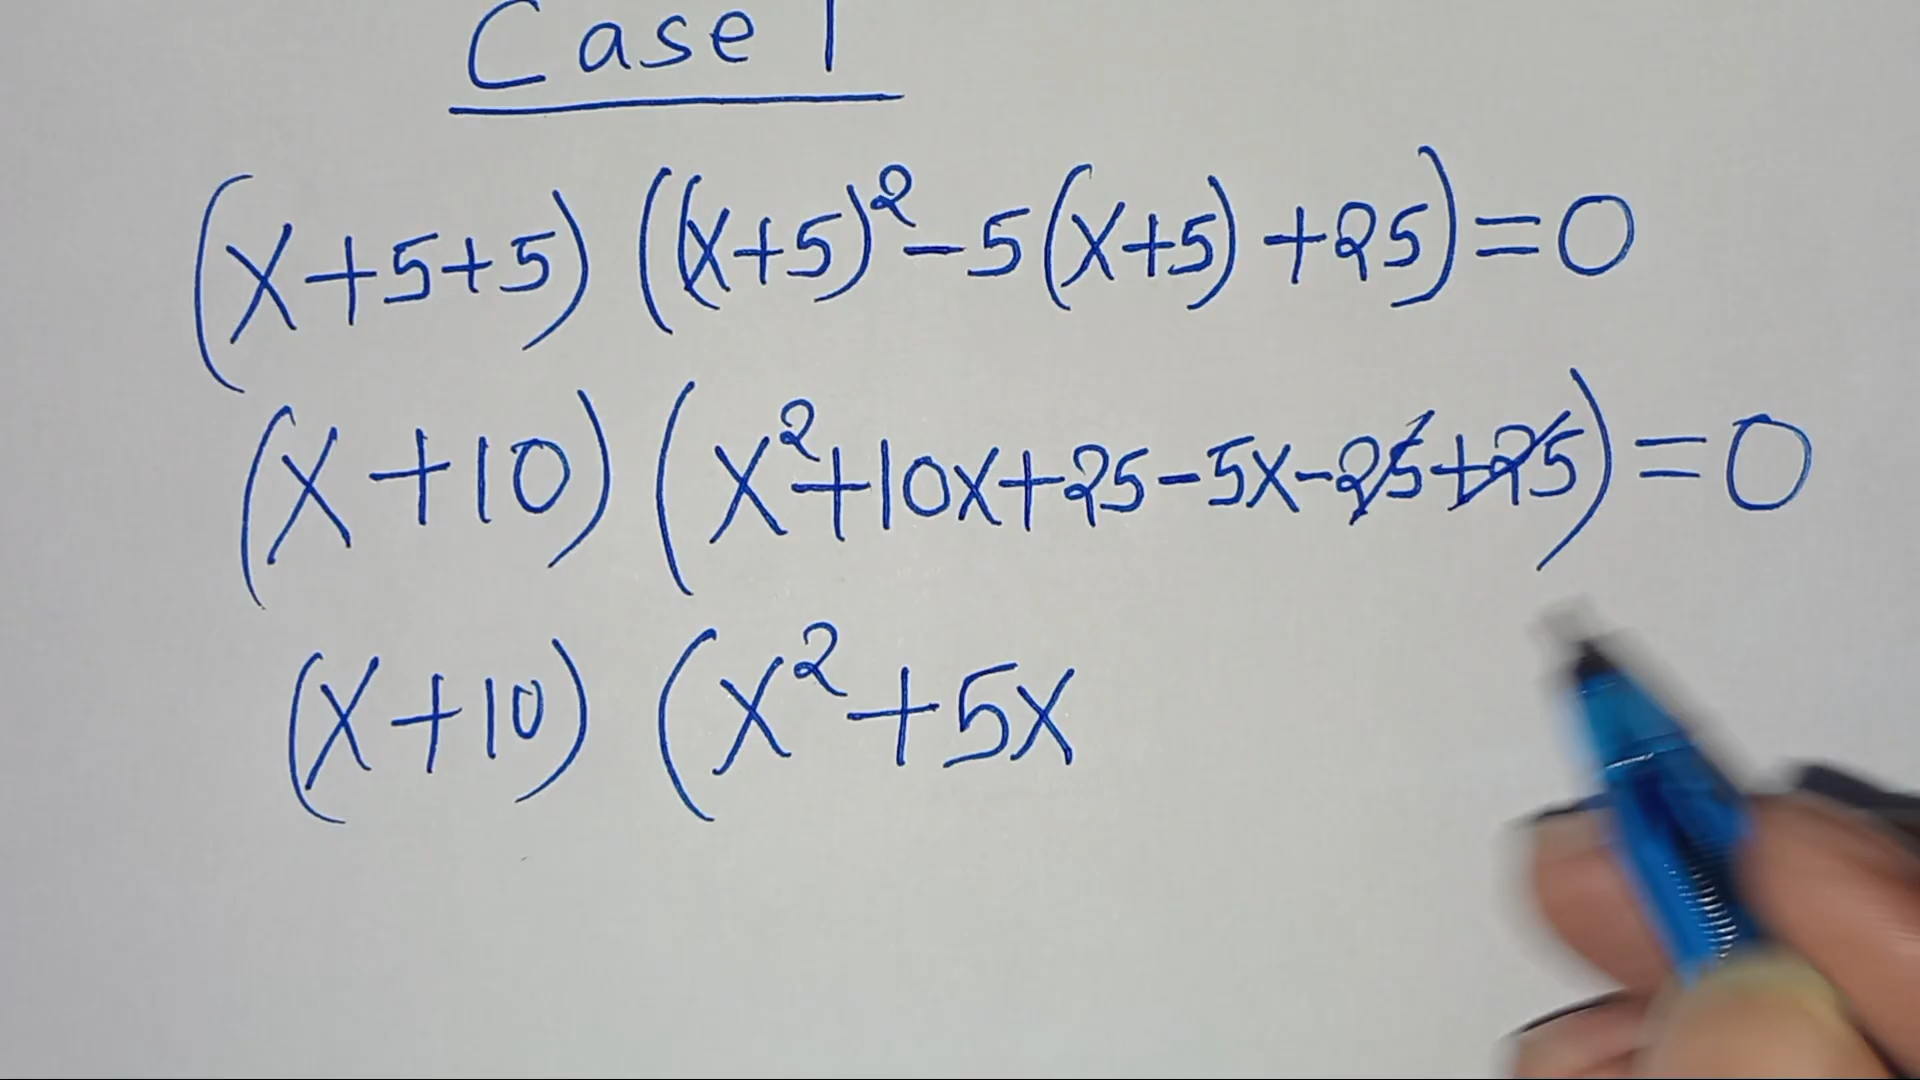 Case 1
(x+5+5) ((x+5)²-5(x+5)+25)=0
(x+10) (x²+10x+25-5x-25+25)=0
(x+10) (x²+5x